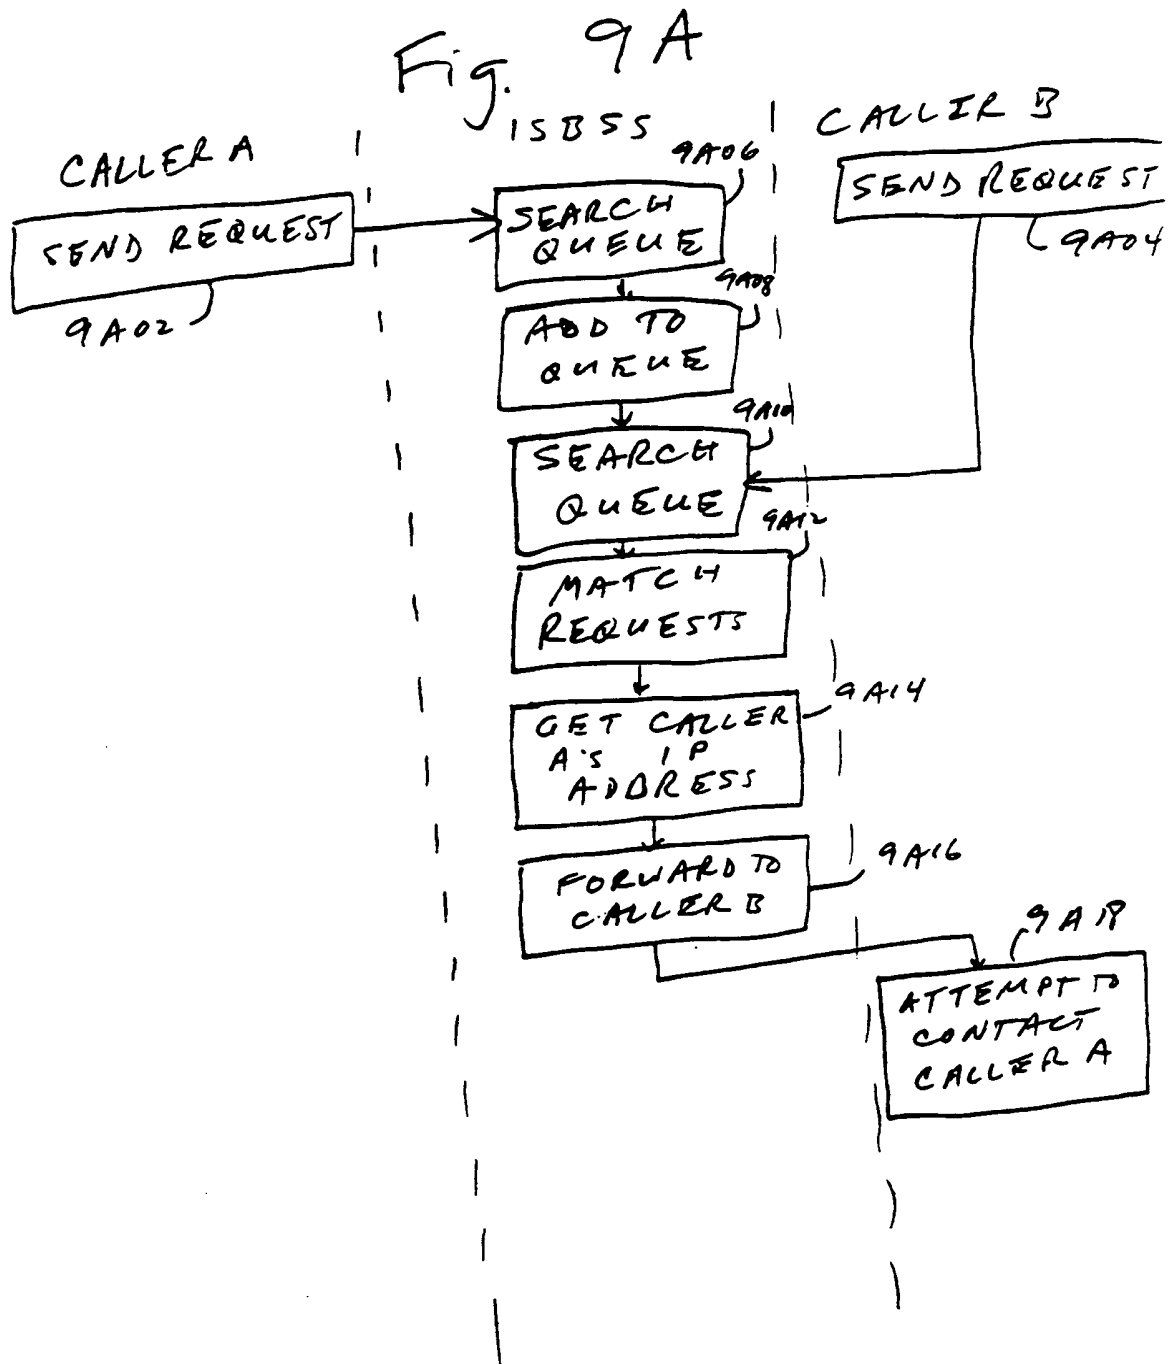 Fig. 9A
CALLER A
ISBSS
CALLER B
SEND REQUEST
9A02
SEARCH
QUEUE
9A06
SEND REQUEST
9A04
ADD TO
QUEUE
9A08
SEARCH
QUEUE
9A10
MATCH
REQUESTS
9A12
GET CALLER
A's IP
ADDRESS
9A14
FORWARD TO
CALLER B
9A16
ATTEMPT TO
CONTACT
CALLER A
9A18